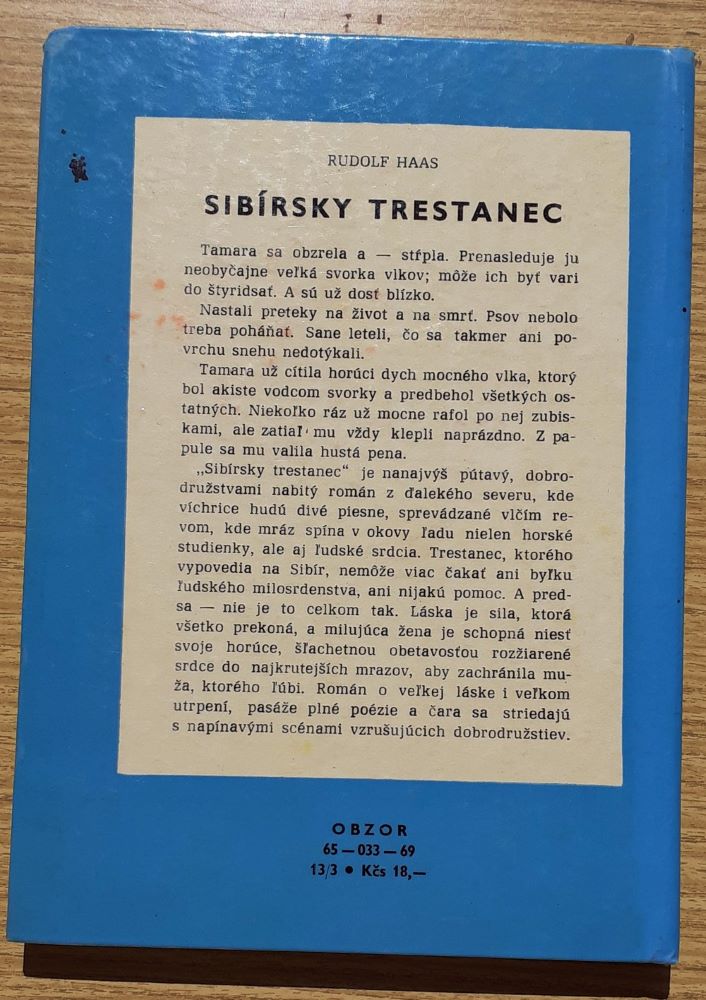 RUDOLF HAAS
SIBÍRSKY TRESTANEC
Tamara sa obzrela a — stŕpla. Prenasleduje ju
neobyčajne veľká svorka vlkov; môže ich byť vari
do štyridsať. A sú už dosť blízko.
Nastali preteky na život a na smrť. Psov nebolo
treba poháňať. Sane leteli, čo sa takmer ani po-
vrchu snehu nedotýkali.
Tamara už cítila horúci dych mocného vlka, ktorý
bol akiste vodcom svorky a predbehol všetkých os-
tatných. Niekoľko ráz už mocne rafol po nej zubis-
kami, ale zatiaľ mu vždy klepli naprázdno. Z pa-
pule sa mu valila hustá pena.
„Sibírsky trestanec“ je nanajvýš pútavý, dobro-
družstvami nabitý román z ďalekého severu, kde
víchrice hudú divé piesne, sprevádzané vlčím re-
vom, kde mráz spína v okovy ľadu nielen horské
studienky, ale aj ľudské srdcia. Trestanec, ktorého
vypovedia na Sibír, nemôže viac čakať ani byľku
ľudského milosrdenstva, ani nijakú pomoc. A pred-
sa — nie je to celkom tak. Láska je sila, ktorá
všetko prekoná, a milujúca žena je schopná niesť
svoje horúce, šľachetnou obetavosťou rozžiarené
srdce do najkrutejších mrazov, aby zachránila mu-
ža, ktorého ľúbi. Román o veľkej láske i veľkom
utrpení, pasáže plné poézie a čara sa striedajú
s napínavými scénami vzrušujúcich dobrodružstiev.
OBZOR
65 — 033 — 69
13/3 • Kčs 18,—